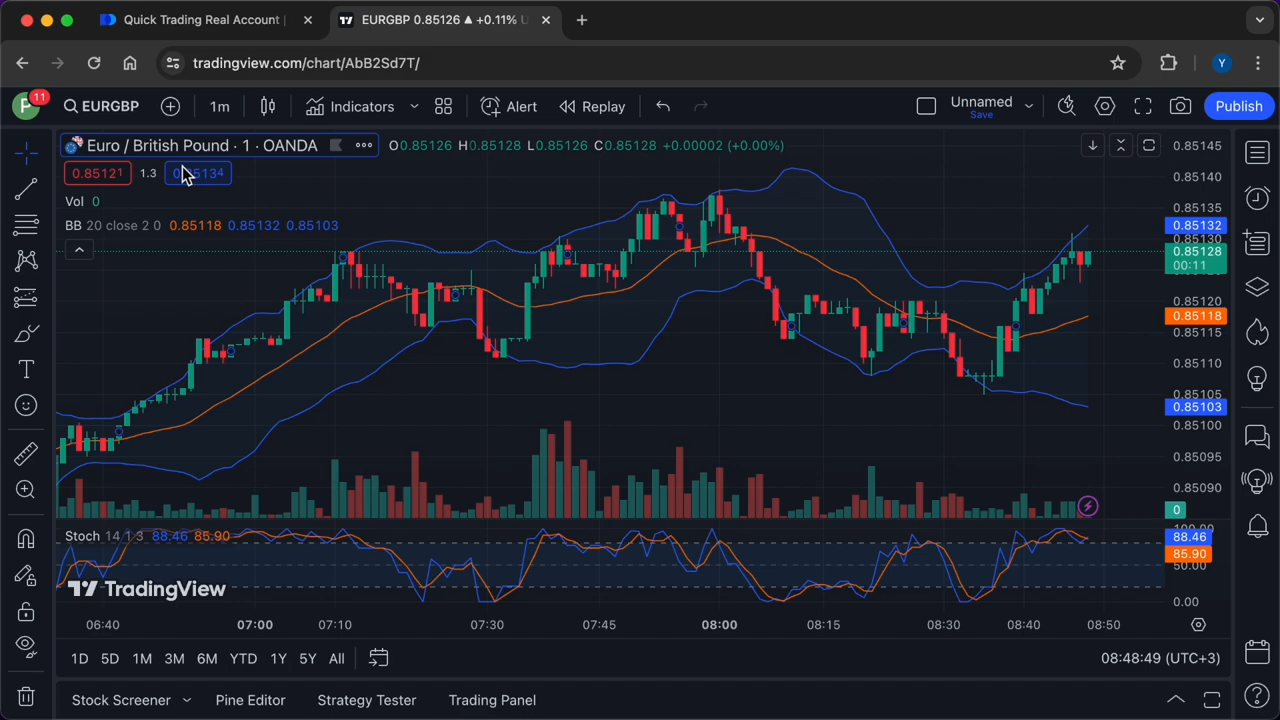 Quick Trading Real Account |
EURGBP 0.85126 ▲ +0.11% U
tradingview.com/chart/AbB2Sd7T/
Y
P 11 EURGBP 1m Indicators Alert Replay Unnamed Save Publish
Euro / British Pound · 1 · OANDA O0.85126 H0.85128 L0.85126 C0.85128 +0.00002 (+0.00%)
0.85121 1.3
Vol 0
BB 20 close 2 0 0.85118 0.85132 0.85103
0.85145
0.85140
0.85135
0.85132
0.85130
0.85128
00:11
0.85120
0.85118
0.85115
0.85110
0.85105
0.85103
0.85100
0.85095
0.85090
0
Stoch 14 1 3 88.46 85.90
100.00
88.46
85.90
50.00
0.00
TradingView
06:40 07:00 07:10 07:30 07:45 08:00 08:15 08:30 08:40 08:50
1D 5D 1M 3M 6M YTD 1Y 5Y All 08:48:49 (UTC+3)
Stock Screener Pine Editor Strategy Tester Trading Panel